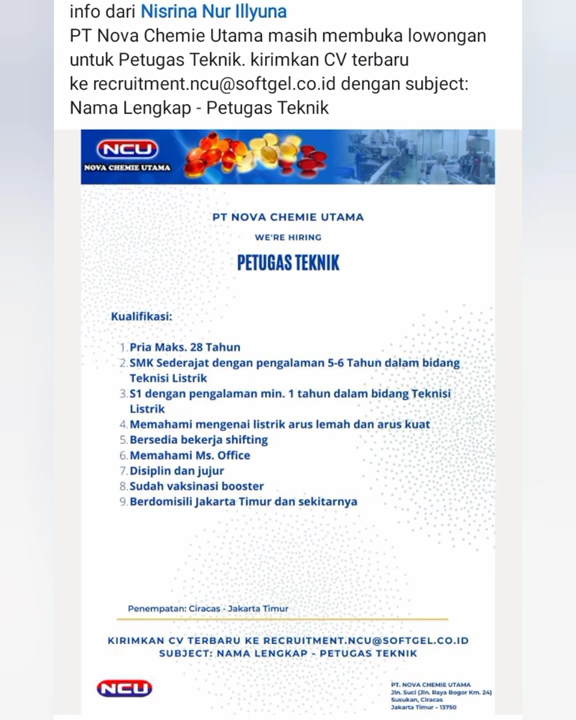 info dari Nisrina Nur Illyuna
PT Nova Chemie Utama masih membuka lowongan
untuk Petugas Teknik. kirimkan CV terbaru
ke recruitment.ncu@softgel.co.id dengan subject:
Nama Lengkap - Petugas Teknik
NCU
NOVA CHEMIE UTAMA
PT NOVA CHEMIE UTAMA
WE'RE HIRING
PETUGAS TEKNIK
Kualifikasi:
1. Pria Maks. 28 Tahun
2. SMK Sederajat dengan pengalaman 5-6 Tahun dalam bidang
Teknisi Listrik
3. S1 dengan pengalaman min. 1 tahun dalam bidang Teknisi
Listrik
4. Memahami mengenai listrik arus lemah dan arus kuat
5. Bersedia bekerja shifting
6. Memahami Ms. Office
7. Disiplin dan jujur
8. Sudah vaksinasi booster
9. Berdomisili Jakarta Timur dan sekitarnya
Penempatan: Ciracas - Jakarta Timur
KIRIMKAN CV TERBARU KE RECRUITMENT.NCU@SOFTGEL.CO.ID
SUBJECT: NAMA LENGKAP - PETUGAS TEKNIK
NCU
PT. NOVA CHEMIE UTAMA
Jln. Suci (Jln. Raya Bogor Km. 24)
Susukan, Ciracas
Jakarta Timur - 13750